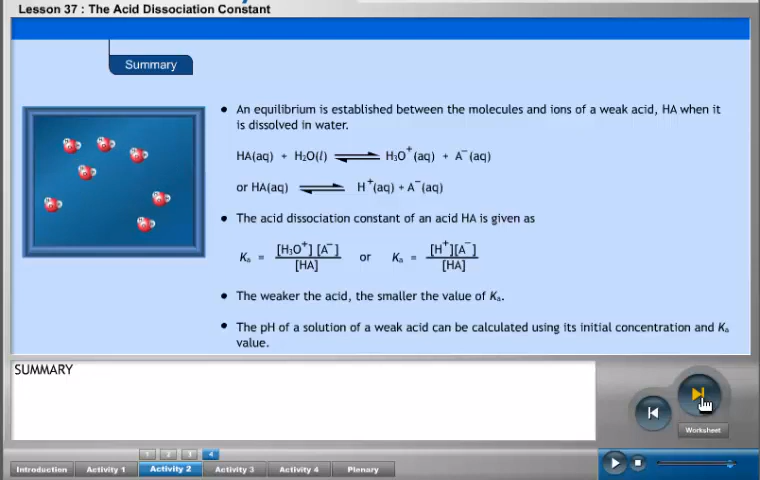 Lesson 37 : The Acid Dissociation Constant
Summary
• An equilibrium is established between the molecules and ions of a weak acid, HA when it
is dissolved in water.
HA(aq) + H₂O(l) ⇌ H₃O⁺(aq) + A⁻(aq)
or HA(aq) ⇌ H⁺(aq) + A⁻(aq)
• The acid dissociation constant of an acid HA is given as
Kₐ = [H₃O⁺] [A⁻] / [HA] or Kₐ = [H⁺][A⁻] / [HA]
• The weaker the acid, the smaller the value of Kₐ.
• The pH of a solution of a weak acid can be calculated using its initial concentration and Kₐ
value.
SUMMARY
Worksheet
1 2 3 4
Introduction Activity 1 Activity 2 Activity 3 Activity 4 Plenary